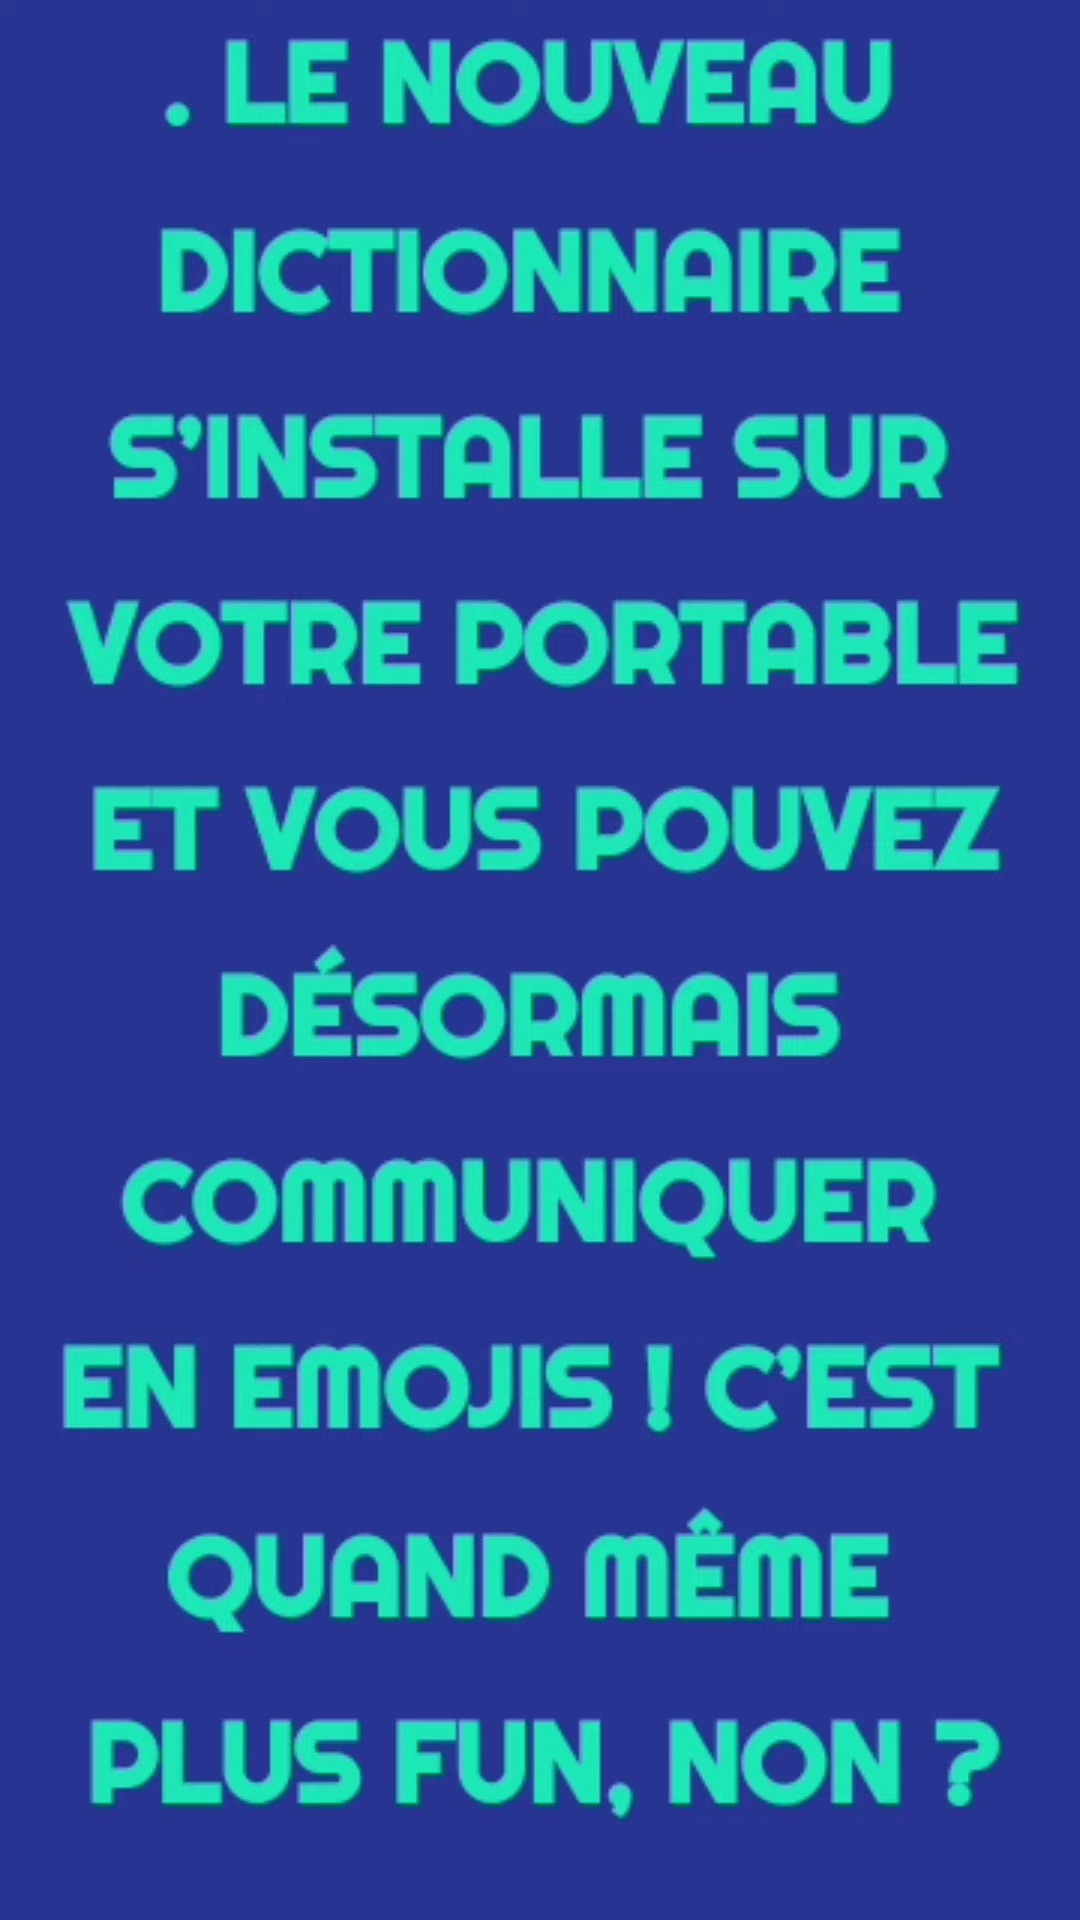 . LE NOUVEAU
DICTIONNAIRE
S’INSTALLE SUR
VOTRE PORTABLE
ET VOUS POUVEZ
DÉSORMAIS
COMMUNIQUER
EN EMOJIS ! C’EST
QUAND MÊME
PLUS FUN, NON ?